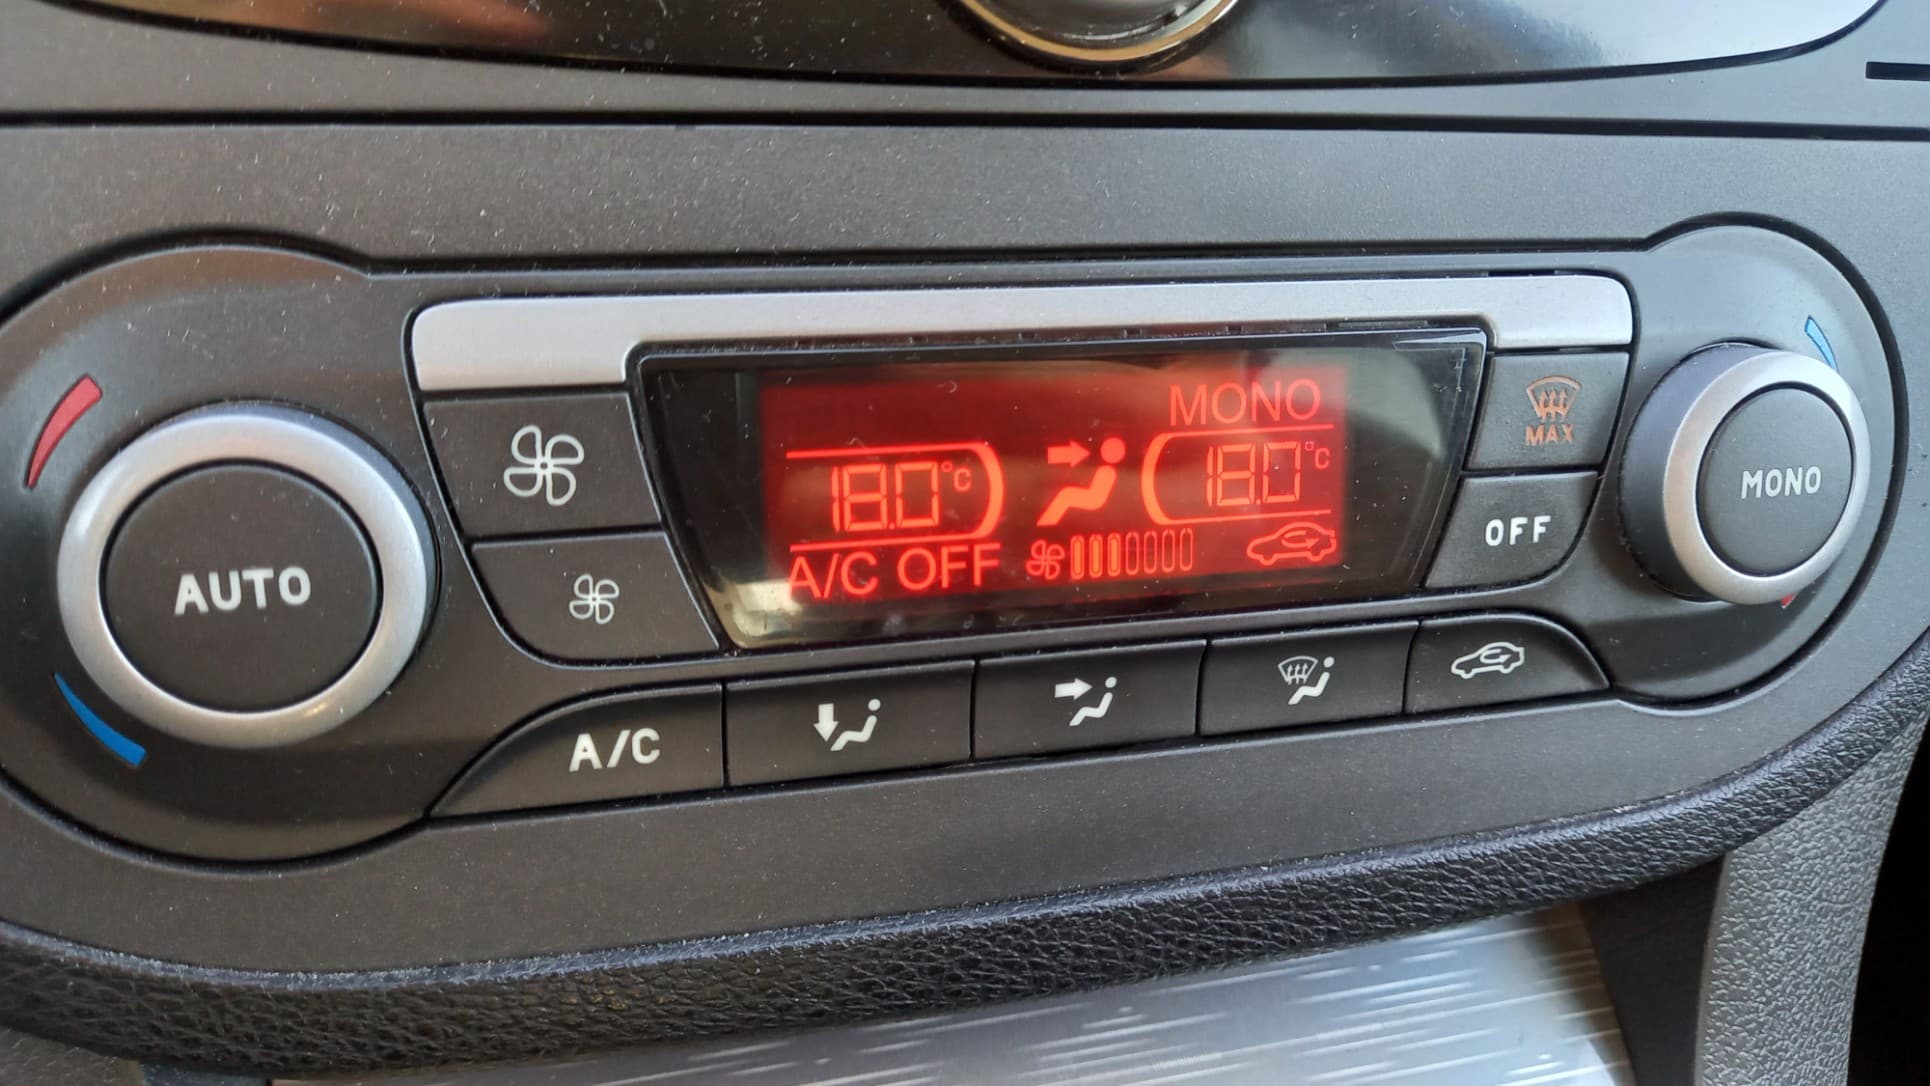 MONO
18.0°C
18.0°C
A/C OFF
MAX
OFF
MONO
AUTO
A/C